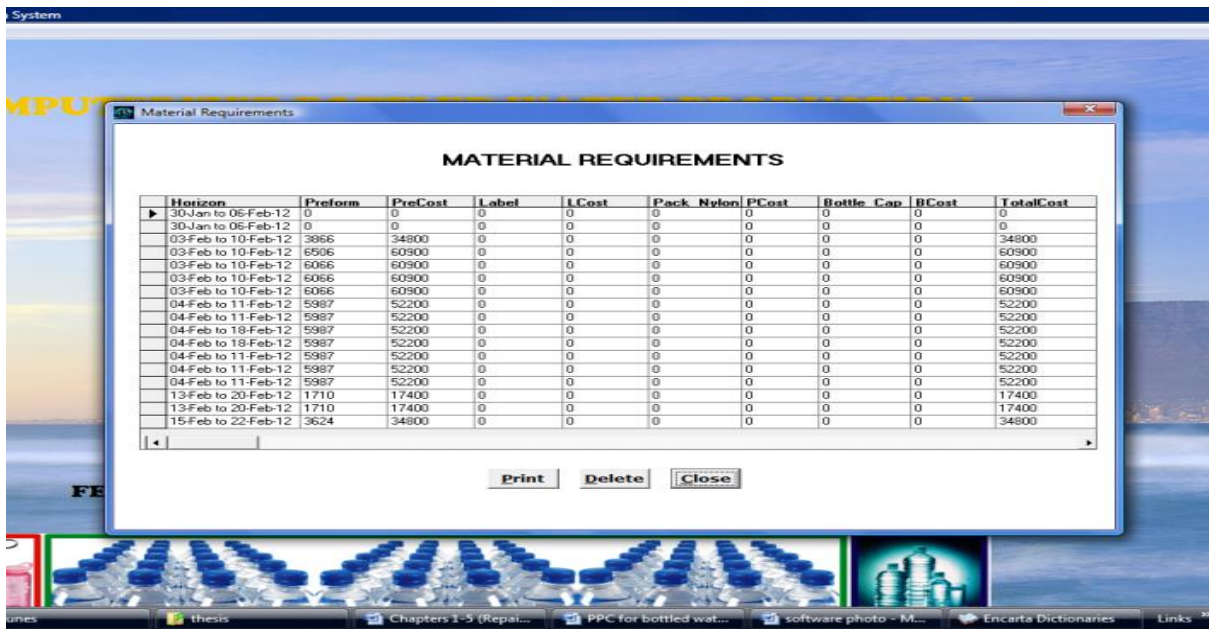 System
MPU
Material Requirements
MATERIAL REQUIREMENTS
Horizon Preform PreCost Label LCost Pack_Nylon PCost Bottle_Cap BCost TotalCost
30-Jan to 06-Feb-12 0 0 0 0 0 0 0 0 0
30-Jan to 06-Feb-12 0 0 0 0 0 0 0 0 0
03-Feb to 10-Feb-12 3866 34800 0 0 0 0 0 0 34800
03-Feb to 10-Feb-12 6506 60900 0 0 0 0 0 0 60900
03-Feb to 10-Feb-12 6066 60900 0 0 0 0 0 0 60900
03-Feb to 10-Feb-12 6066 60900 0 0 0 0 0 0 60900
03-Feb to 10-Feb-12 6066 60900 0 0 0 0 0 0 60900
04-Feb to 11-Feb-12 5987 52200 0 0 0 0 0 0 52200
04-Feb to 11-Feb-12 5987 52200 0 0 0 0 0 0 52200
04-Feb to 18-Feb-12 5987 52200 0 0 0 0 0 0 52200
04-Feb to 18-Feb-12 5987 52200 0 0 0 0 0 0 52200
04-Feb to 11-Feb-12 5987 52200 0 0 0 0 0 0 52200
04-Feb to 11-Feb-12 5987 52200 0 0 0 0 0 0 52200
04-Feb to 11-Feb-12 5987 52200 0 0 0 0 0 0 52200
13-Feb to 20-Feb-12 1710 17400 0 0 0 0 0 0 17400
13-Feb to 20-Feb-12 1710 17400 0 0 0 0 0 0 17400
15-Feb to 22-Feb-12 3624 34800 0 0 0 0 0 0 34800
Print Delete Close
FE
unes thesis Chapters 1-5 (Repai... PPC for bottled wat... software photo - M... Encarta Dictionaries Links »